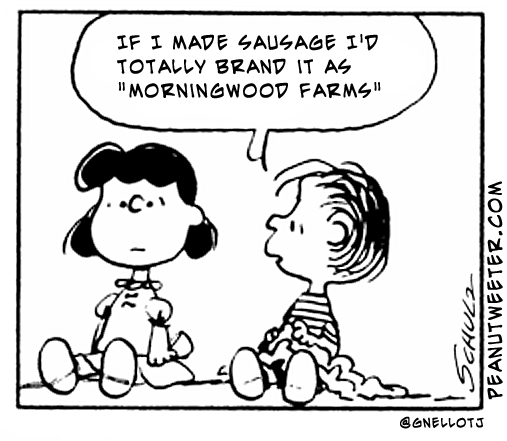 IF I MADE SAUSAGE I'D
TOTALLY BRAND IT AS
"MORNINGWOOD FARMS"
SCHULZ
PEANUTWEETER.COM
@GNELLOTJ